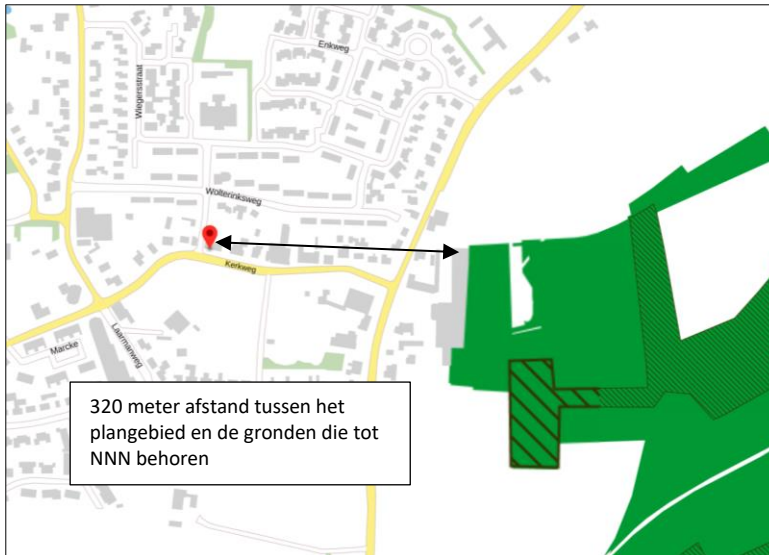 Enkweg
Wiegersstraat
Wolterinksweg
Kerkweg
Laarmanweg
Marcke
320 meter afstand tussen het
plangebied en de gronden die tot
NNN behoren